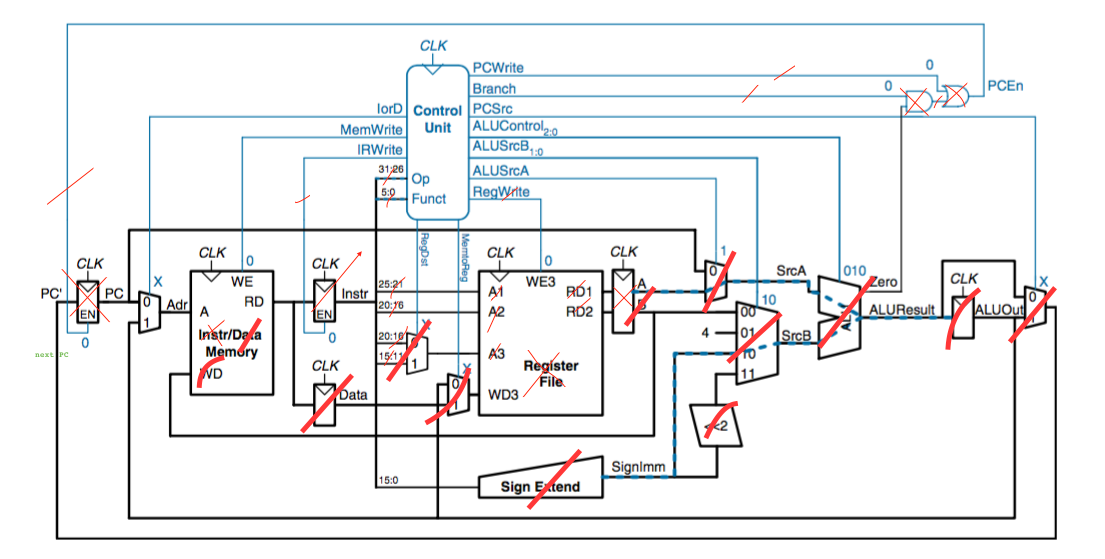 CLK
PCWrite
0
Branch
0
PCEn
IorD
Control
Unit
PCSrc
MemWrite
ALUControl2:0
IRWrite
ALUSrcB1:0
31:26
Op
ALUSrcA
5:0
Funct
RegWrite
RegDst
MemtoReg
CLK
CLK
CLK
CLK
CLK
X
0
0
1
0
SrcA
010
Zero
CLK
X
PC'
PC
0
1
Adr
EN
0
WE
A
RD
Instr/Data
Memory
WD
EN
0
Instr
25:21
20:16
20:16
15:11
X
0
1
CLK
Data
X
0
1
A1
WE3
RD1
A2
RD2
A3
Register
File
WD3
A
B
10
00
4
01
10
11
SrcB
ALU
ALUResult
ALUOut
0
1
next PC
<<2
SignImm
15:0
Sign Extend